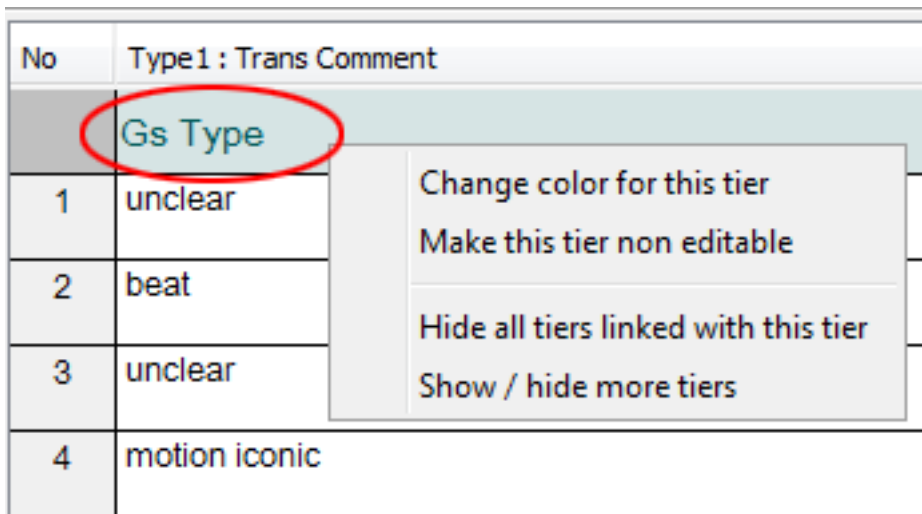 No Type1 : Trans Comment
Gs Type
Change color for this tier
1 unclear
Make this tier non editable
2 beat
Hide all tiers linked with this tier
3 unclear
Show / hide more tiers
4 motion iconic